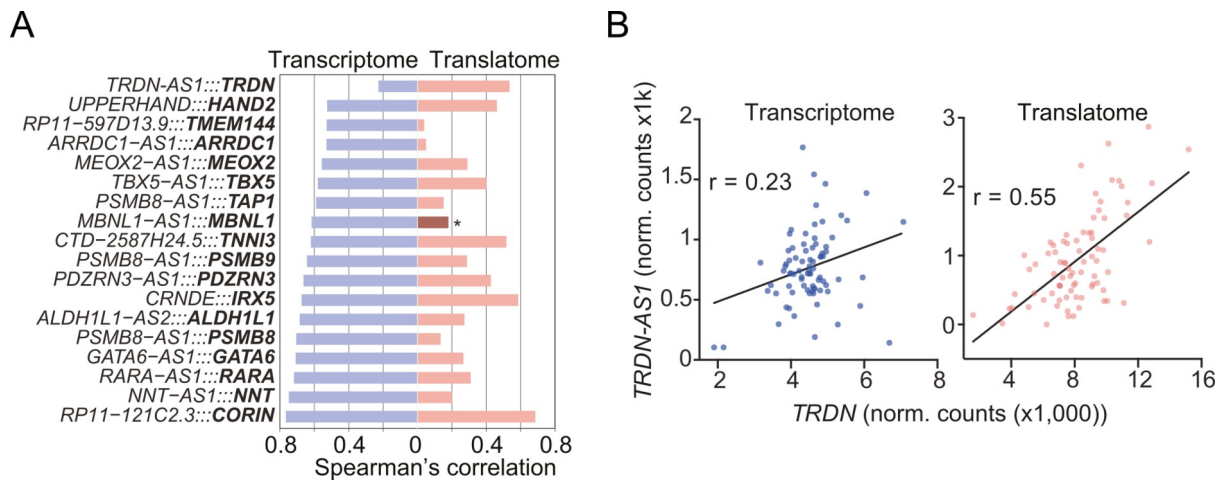 A
Transcriptome Translatome
TRDN-AS1:::TRDN
UPPERHAND:::HAND2
RP11-597D13.9:::TMEM144
ARRDC1-AS1:::ARRDC1
MEOX2-AS1:::MEOX2
TBX5-AS1:::TBX5
PSMB8-AS1:::TAP1
MBNL1-AS1:::MBNL1 *
CTD-2587H24.5:::TNNI3
PSMB8-AS1:::PSMB9
PDZRN3-AS1:::PDZRN3
CRNDE:::IRX5
ALDH1L1-AS2:::ALDH1L1
PSMB8-AS1:::PSMB8
GATA6-AS1:::GATA6
RARA-AS1:::RARA
NNT-AS1:::NNT
RP11-121C2.3:::CORIN
0.8 0.4 0 0.4 0.8
Spearman's correlation
B
TRDN-AS1 (norm. counts x1k)
Transcriptome
r = 0.23
2
1.5
1
0.5
0
2 4 6 8
Translatome
r = 0.55
3
2
1
0
4 8 12 16
TRDN (norm. counts (x1,000))